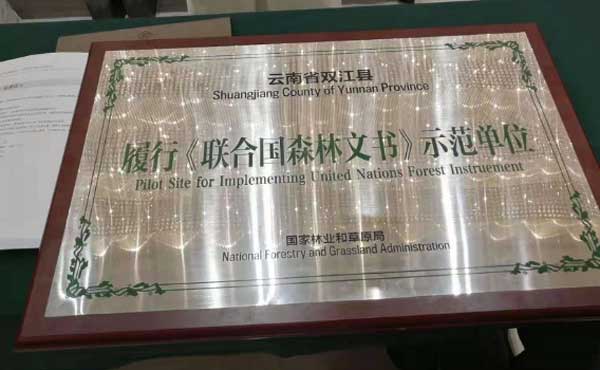 云南省双江县
Shuangjiang County of Yunnan Province
履行《联合国森林文书》示范单位
Pilot Site for Implementing United Nations Forest Instruement
国家林业和草原局
National Forestry and Grassland Administration